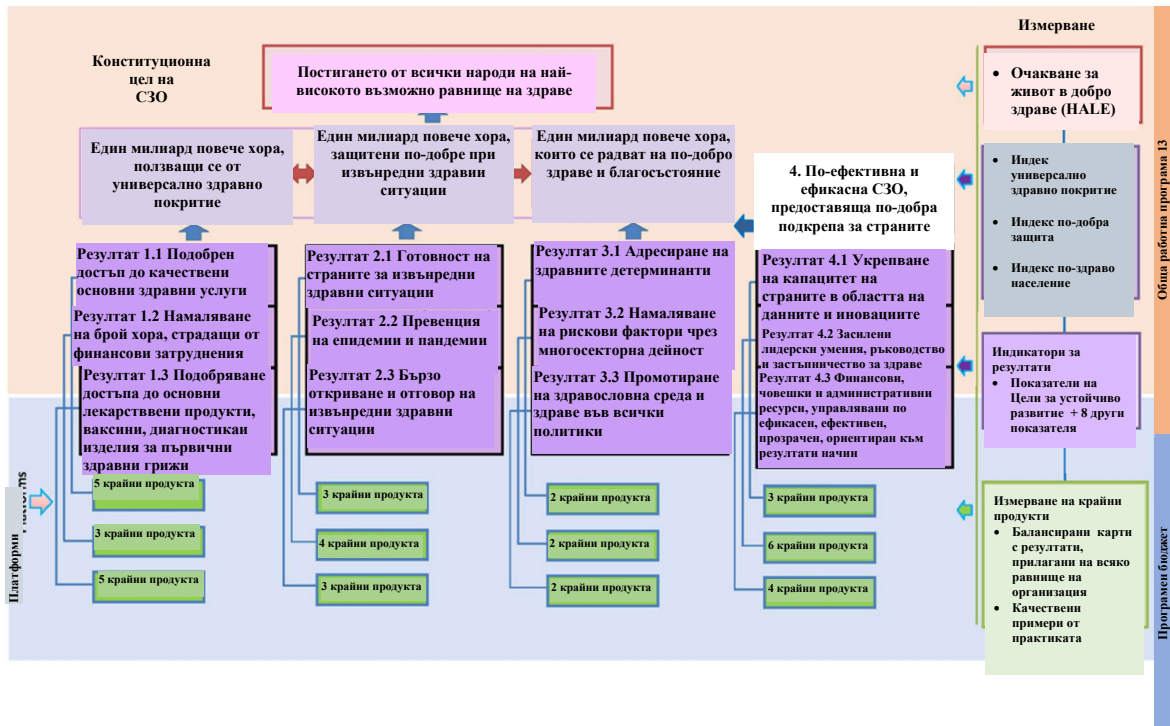 Измерване
Конституционна
цел на
СЗО
Постигането от всички народи на най-
високото възможно равнище на здраве
• Очакване за
живот в добро
здраве (HALE)
Един милиард повече хора,
ползващи се от
универсално здравно
покритие
Един милиард повече хора,
защитени по-добре при
извънредни здравни
ситуации
Един милиард повече хора,
които се радват на по-добро
здраве и благосъстояние
4. По-ефективна и
ефикасна СЗО,
предоставяща по-добра
подкрепа за страните
• Индекс
универсално
здравно покритие
• Индекс по-добра
защита
• Индекс по-здраво
население
Резултат 1.1 Подобрен
достъп до качествени
основни здравни услуги
Резултат 1.2 Намаляване
на брой хора, страдащи от
финансови затруднения
Резултат 1.3 Подобряване
достъпа до основни
лекарстввени продукти,
ваксини, диагностикаи
изделия за първични
здравни грижи
5 крайни продукта
3 крайни продукта
5 крайни продукта
Резултат 2.1 Готовност на
страните за извънредни
здравни ситуации
Резултат 2.2 Превенция
на епидемии и пандемии
Резултат 2.3 Бързо
откриване и отговор на
извънредни здравни
ситуации
3 крайни продукта
4 крайни продукта
3 крайни продукта
Резултат 3.1 Адресиране на
здравните детерминанти
Резултат 3.2 Намаляване
на рискови фактори чрез
многосекторна дейност
Резултат 3.3 Промотиране
на здравословна среда и
здраве във всички
политики
2 крайни продукта
2 крайни продукта
2 крайни продукта
Резултат 4.1 Укрепване
на капацитет на
страните в областта на
данните и иновациите
Резултат 4.2 Засилени
лидерски умения, ръководство
и застъпничество за здраве
Резултат 4.3 Финансови,
човешки и административни
ресурси, управлявани по
ефикасен, ефективен,
прозрачен, ориентиран към
резултати начин
3 крайни продукта
6 крайни продукта
4 крайни продукта
Индикатори за
резултати
• Показатели на
Цели за устойчиво
развитие + 8 други
показателя
Измерване на крайни
продукти
• Балансирани карти
с резултати,
прилагани на всяко
равнище на
организация
• Качествени
примери от
практиката
Платформи
Обща работна програма 13
Програмен бюджет